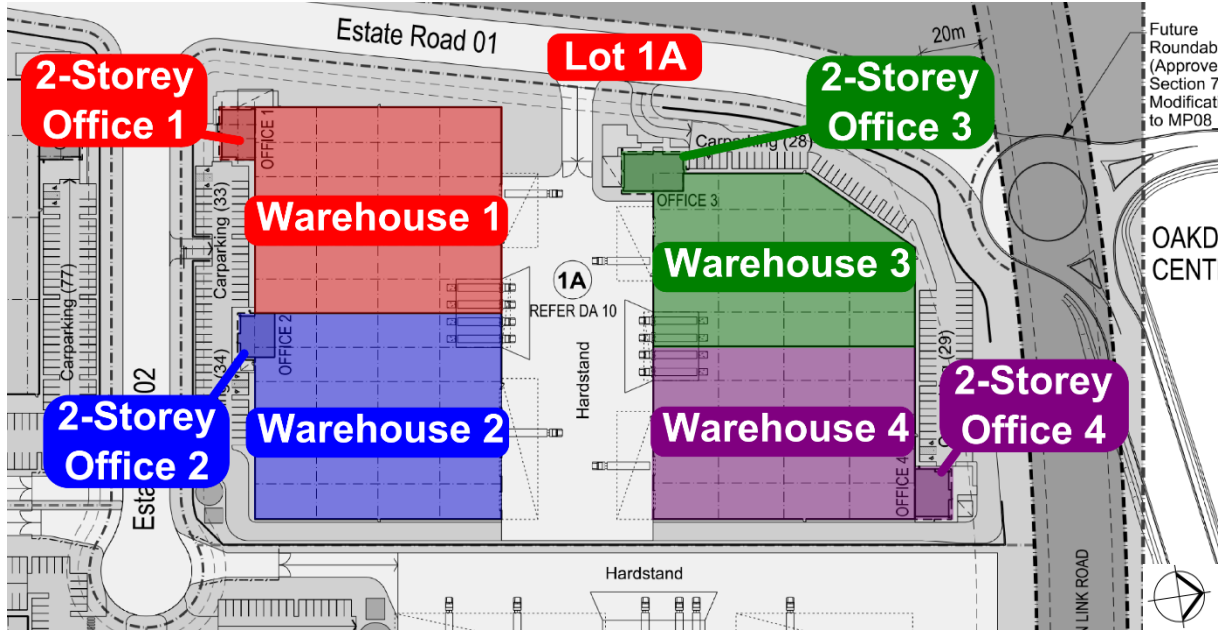 Estate Road 01
Lot 1A
20m
Future
Roundab
(Approve
Section 7
Modificat
to MP08
2-Storey
Office 1
OFFICE 1
2-Storey
Office 3
Carparking (28)
OFFICE 3
Carparking (33)
Warehouse 1
Warehouse 3
OAKD
CENT
1A
REFER DA 10
Carparking (77)
OFFICE 2
(34)
Hardstand
(29)
02
2-Storey
Office 2
Warehouse 2
Warehouse 4
2-Storey
Office 4
OFFICE 4
Esta
Hardstand
N LINK ROAD